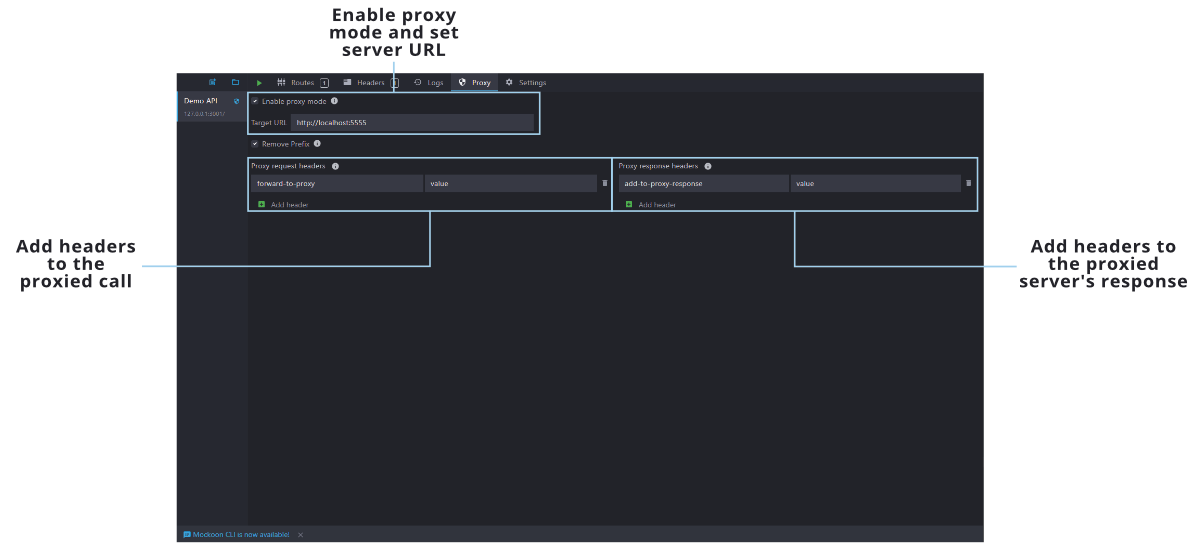 Enable proxy
mode and set
server URL
Routes 1 Headers Logs Proxy Settings
Demo API
127.0.0.1:3001/
Enable proxy mode
Target URL http://localhost:5555
Remove Prefix
Proxy request headers Proxy response headers
forward-to-proxy value add-to-proxy-response value
Add header Add header
Add headers
to the
proxied call
Add headers to
the proxied
server's response
Mockoon CLI is now available!